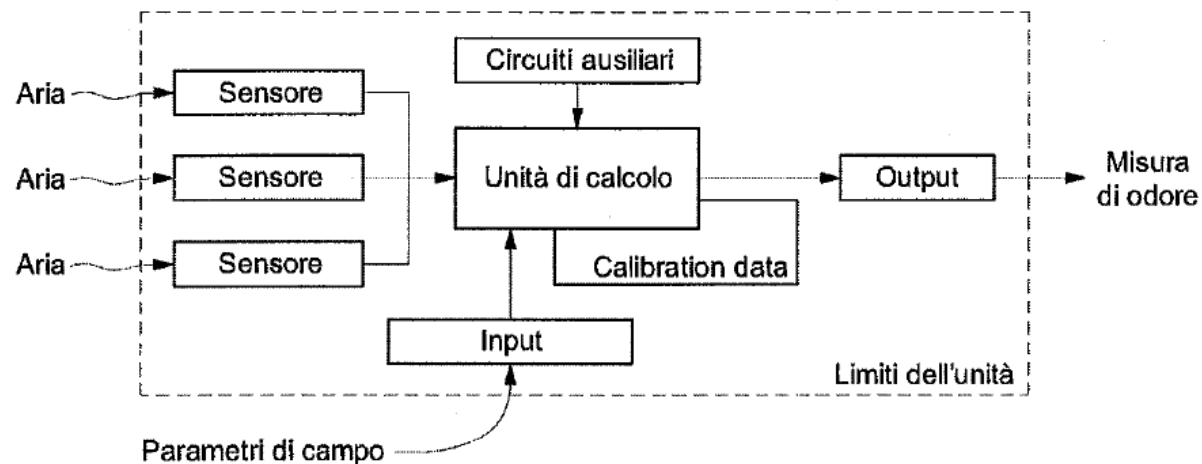 Circuiti ausiliari
Aria
Sensore
Aria
Sensore
Unità di calcolo
Output
Misura
di odore
Aria
Sensore
Calibration data
Input
Limiti dell'unità
Parametri di campo